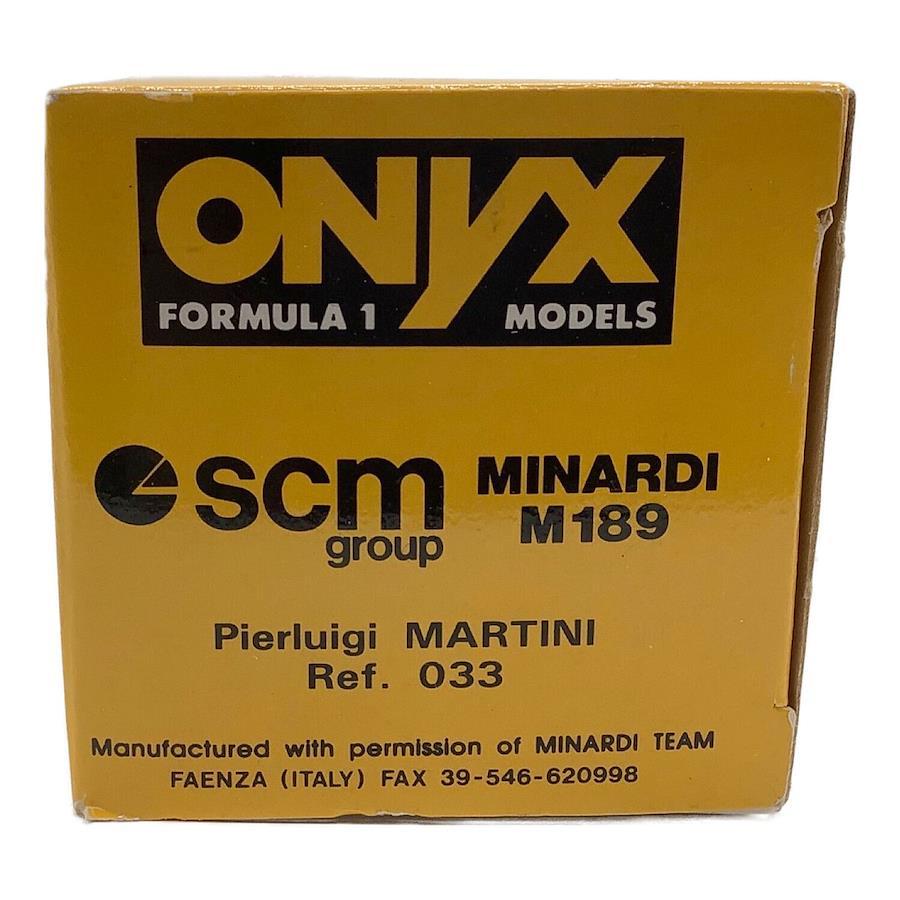 ONYX
FORMULA 1 MODELS
scm MINARDI
group M189
Pierluigi MARTINI
Ref. 033
Manufactured with permission of MINARDI TEAM
FAENZA (ITALY) FAX 39-546-620998